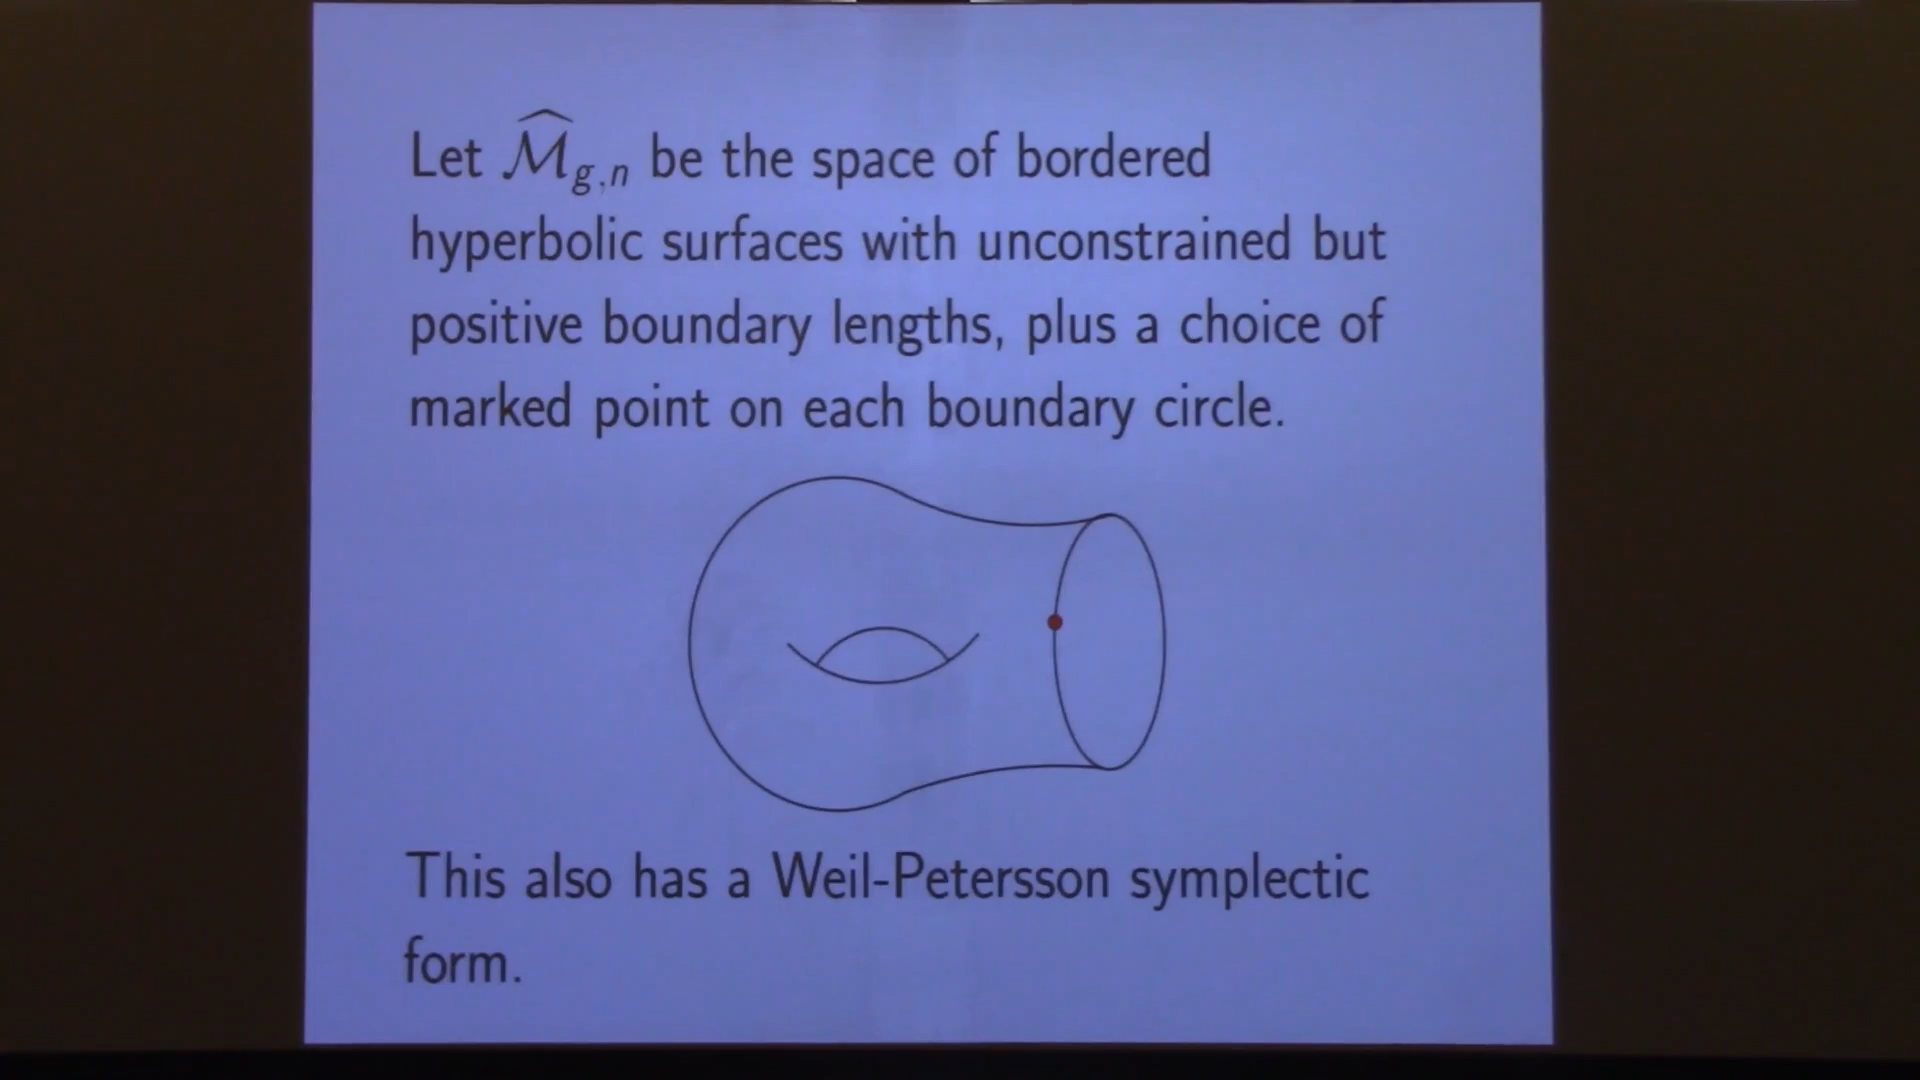 Let $\widehat{\mathcal{M}}_{g,n}$ be the space of bordered
hyperbolic surfaces with unconstrained but
positive boundary lengths, plus a choice of
marked point on each boundary circle.
This also has a Weil-Petersson symplectic
form.